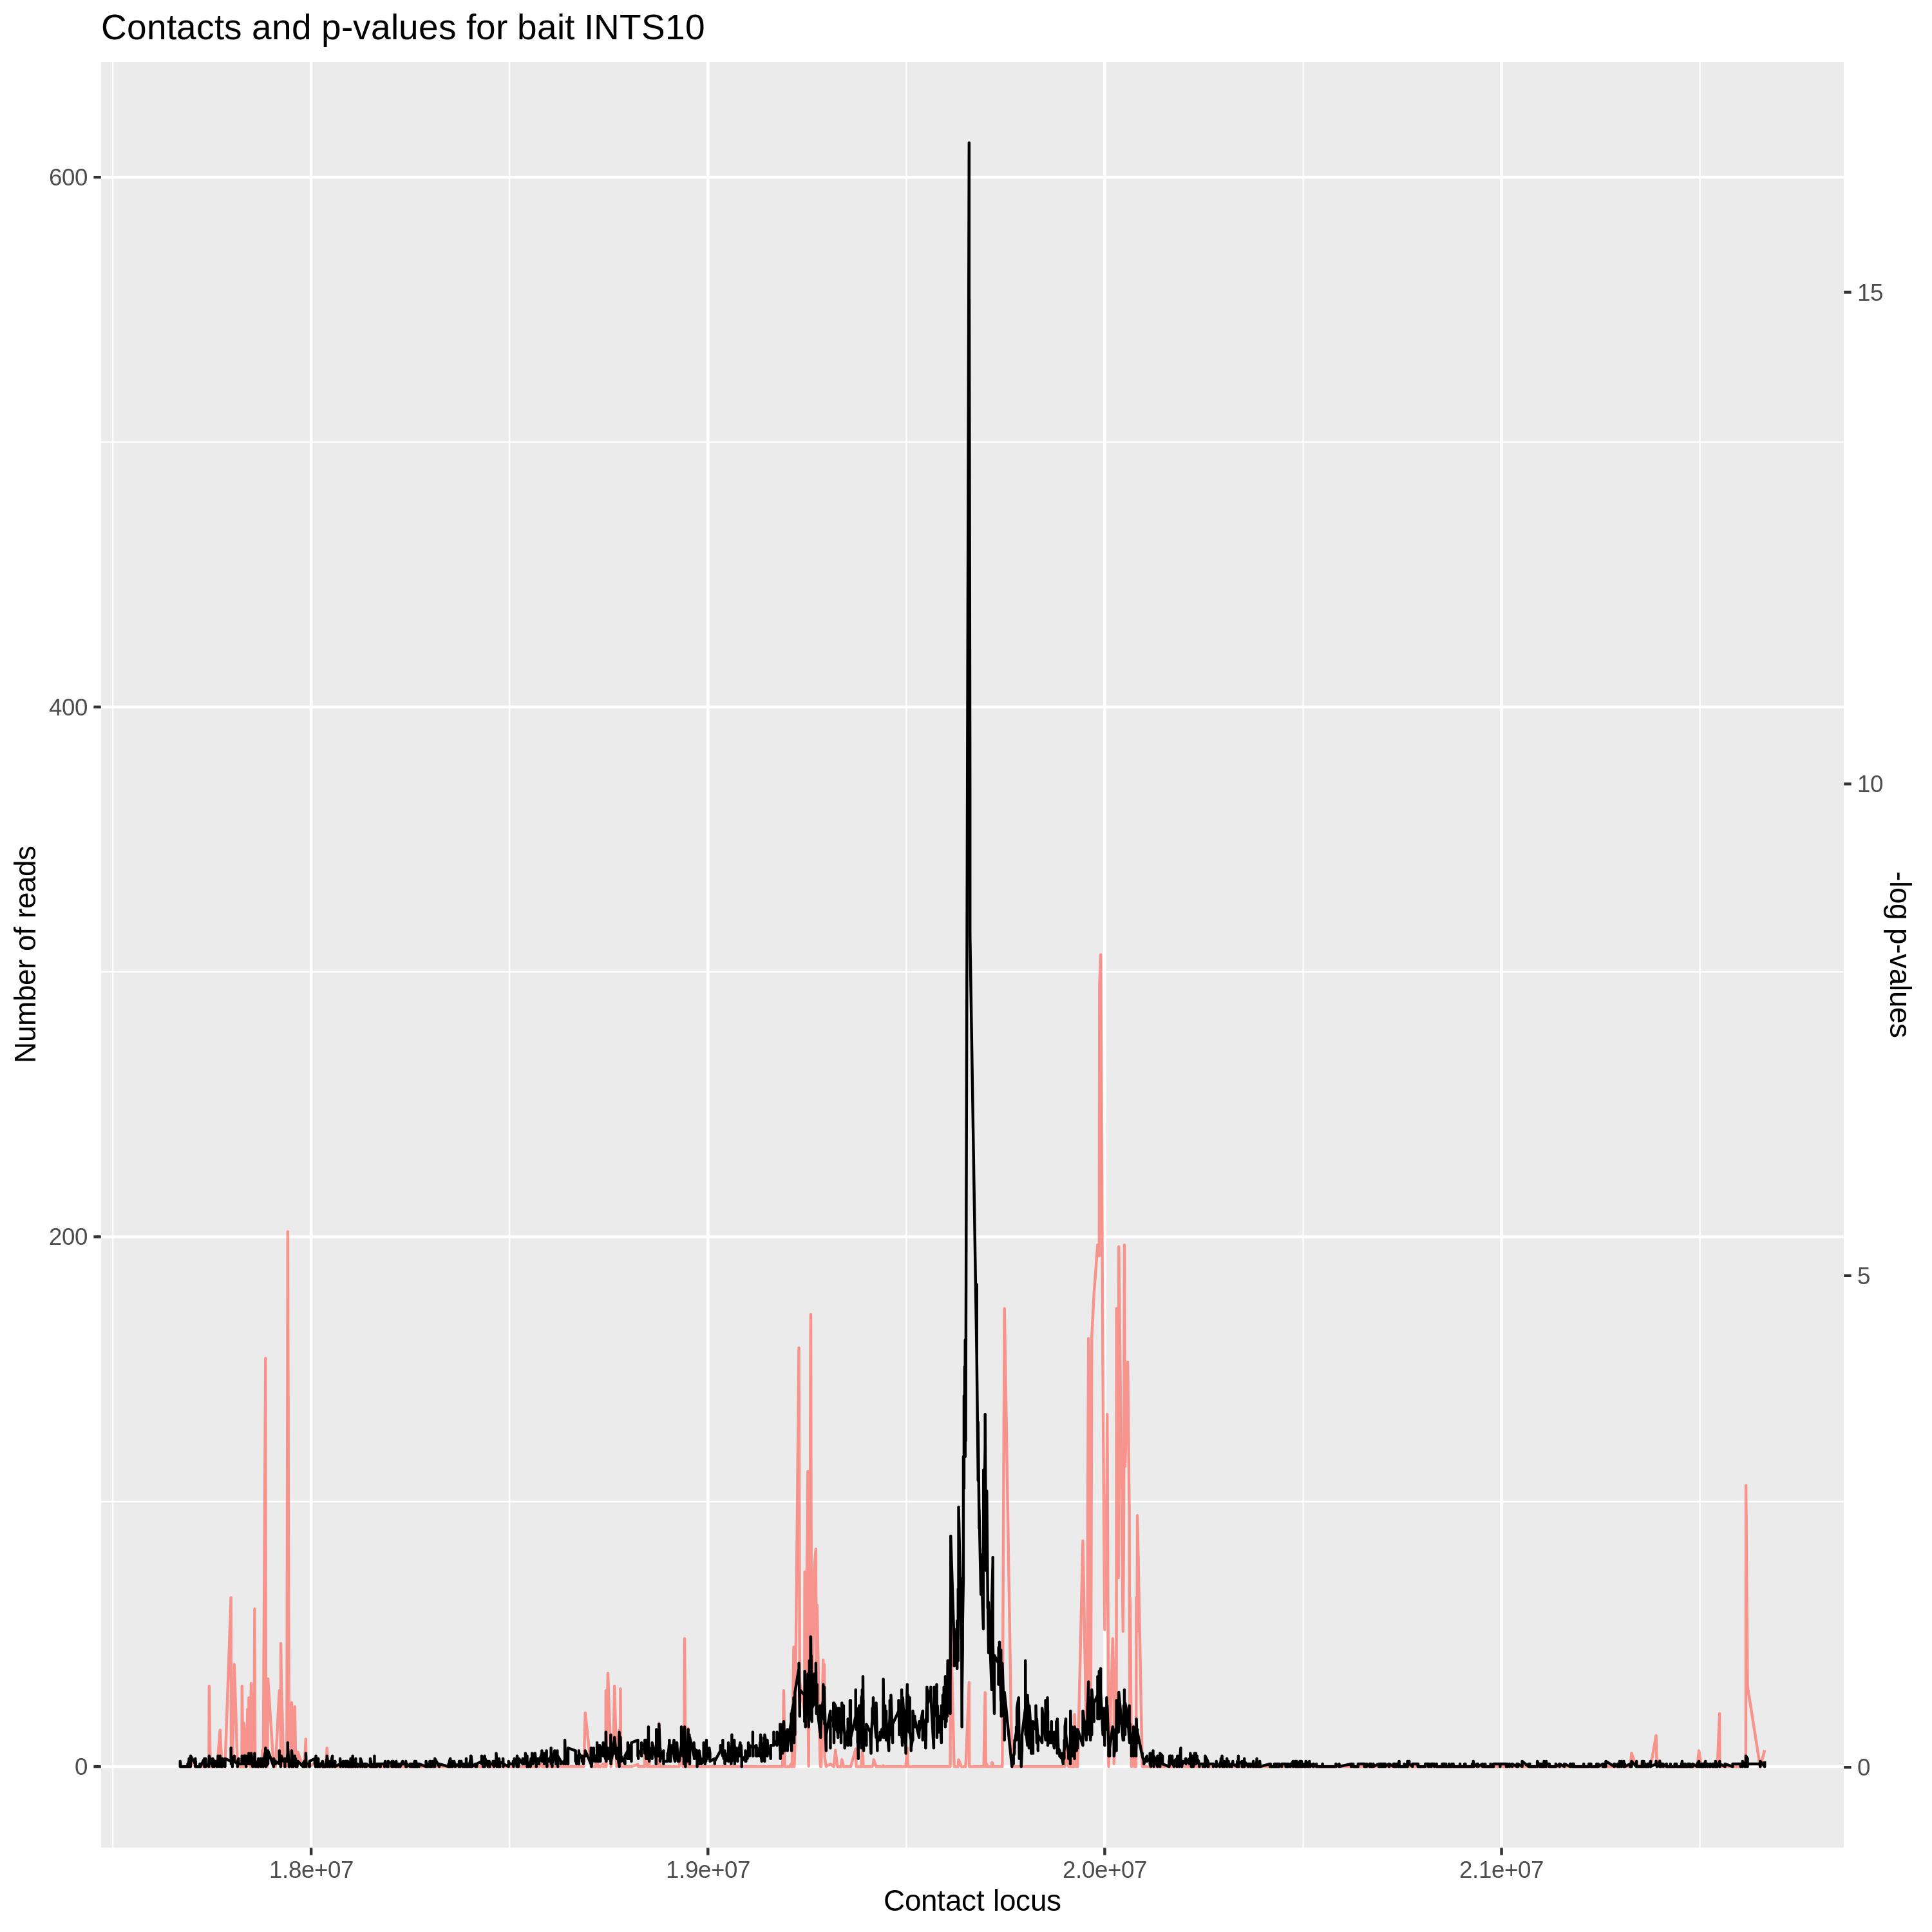 Contacts and p-values for bait INTS10
600
400
200
0
15
10
5
0
Number of reads
-log p-values
1.8e+07
1.9e+07
2.0e+07
2.1e+07
Contact locus